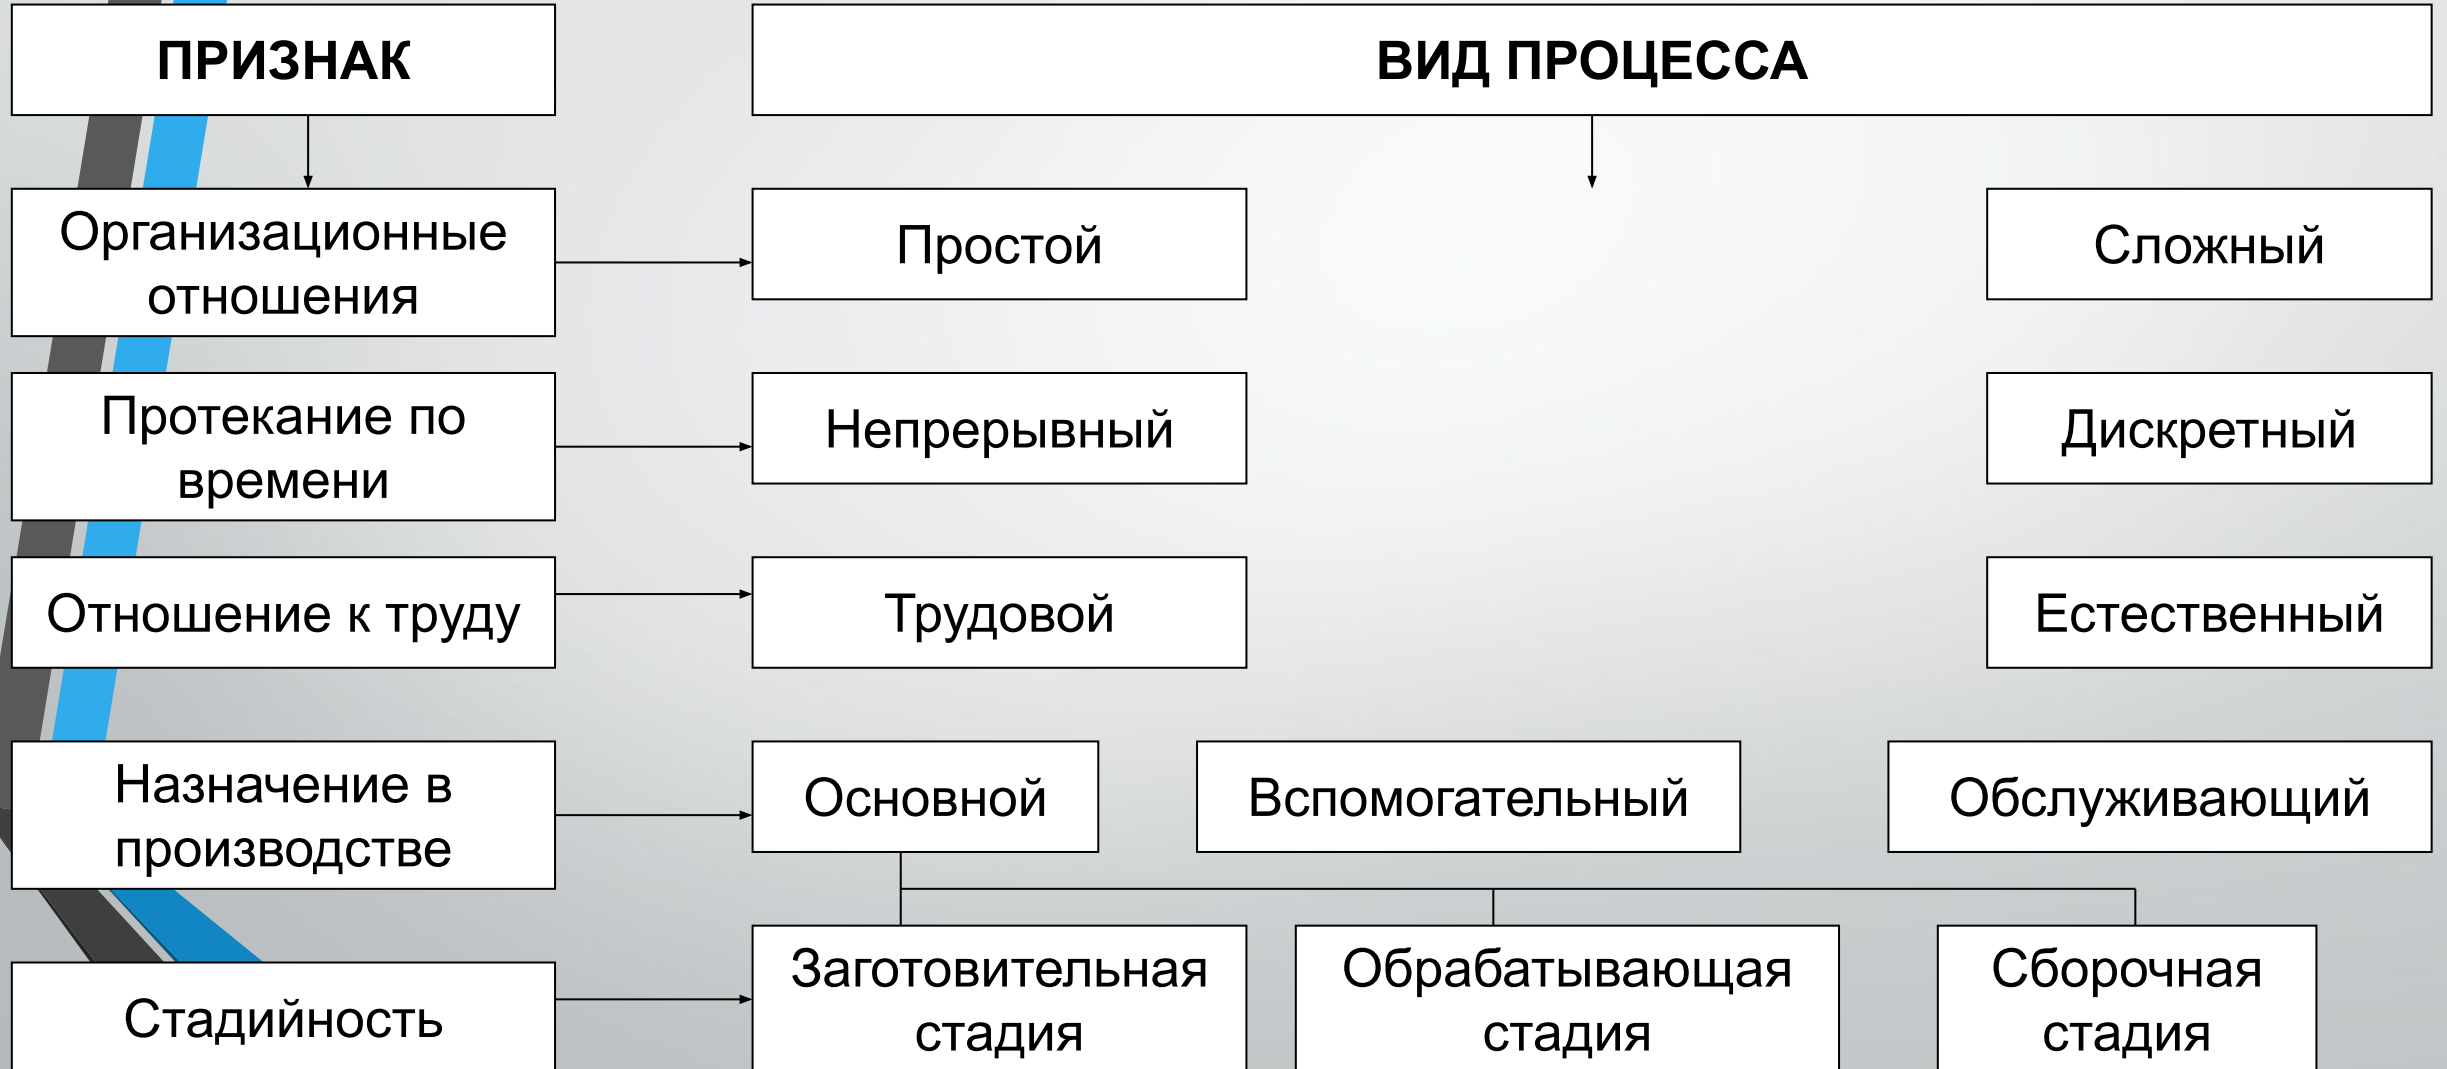 ПРИЗНАК
ВИД ПРОЦЕССА
Организационные
отношения
Простой
Сложный
Протекание по
времени
Непрерывный
Дискретный
Отношение к труду
Трудовой
Естественный
Назначение в
производстве
Основной
Вспомогательный
Обслуживающий
Стадийность
Заготовительная
стадия
Обрабатывающая
стадия
Сборочная
стадия